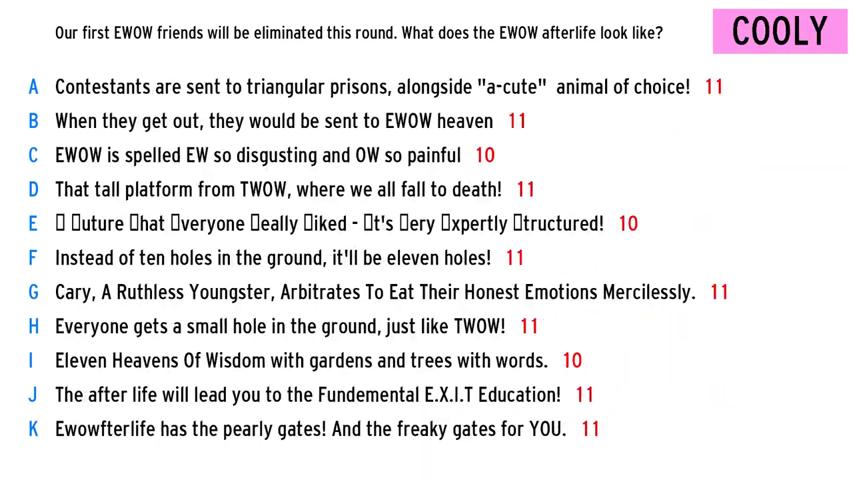 Our first EWOW friends will be eliminated this round. What does the EWOW afterlife look like?
COOLY
A Contestants are sent to triangular prisons, alongside "a-cute" animal of choice! 11
B When they get out, they would be sent to EWOW heaven 11
C EWOW is spelled EW so disgusting and OW so painful 10
D That tall platform from TWOW, where we all fall to death! 11
E ▯ ▯uture ▯hat ▯veryone ▯eally ▯iked - ▯t's ▯ery ▯xpertly ▯tructured! 10
F Instead of ten holes in the ground, it'll be eleven holes! 11
G Cary, A Ruthless Youngster, Arbitrates To Eat Their Honest Emotions Mercilessly. 11
H Everyone gets a small hole in the ground, just like TWOW! 11
I Eleven Heavens Of Wisdom with gardens and trees with words. 10
J The after life will lead you to the Fundemental E.X.I.T Education! 11
K Ewowfterlife has the pearly gates! And the freaky gates for YOU. 11